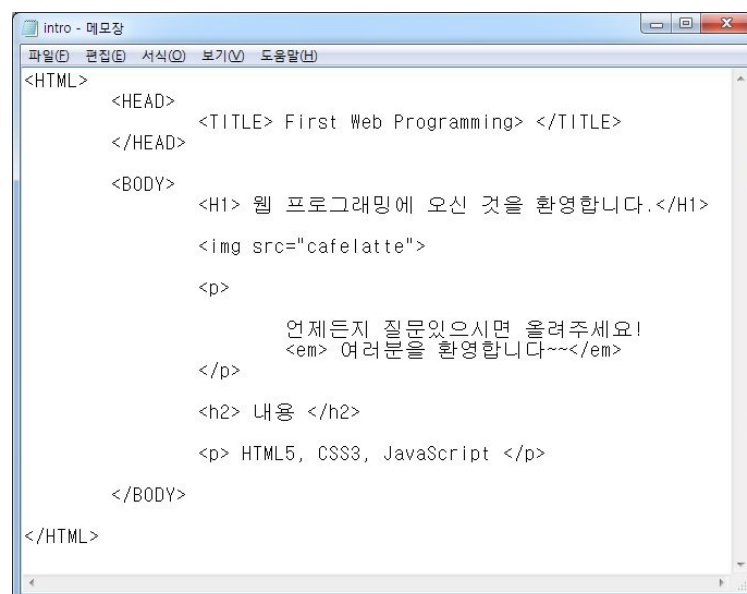 intro - 메모장
파일(F) 편집(E) 서식(O) 보기(V) 도움말(H)
<HTML>
<HEAD>
<TITLE> First Web Programming> </TITLE>
</HEAD>
<BODY>
<H1> 웹 프로그래밍에 오신 것을 환영합니다.</H1>
<img src="cafelatte">
<p>
언제든지 질문있으시면 올려주세요!
<em> 여러분을 환영합니다~~</em>
</p>
<h2> 내용 </h2>
<p> HTML5, CSS3, JavaScript </p>
</BODY>
</HTML>